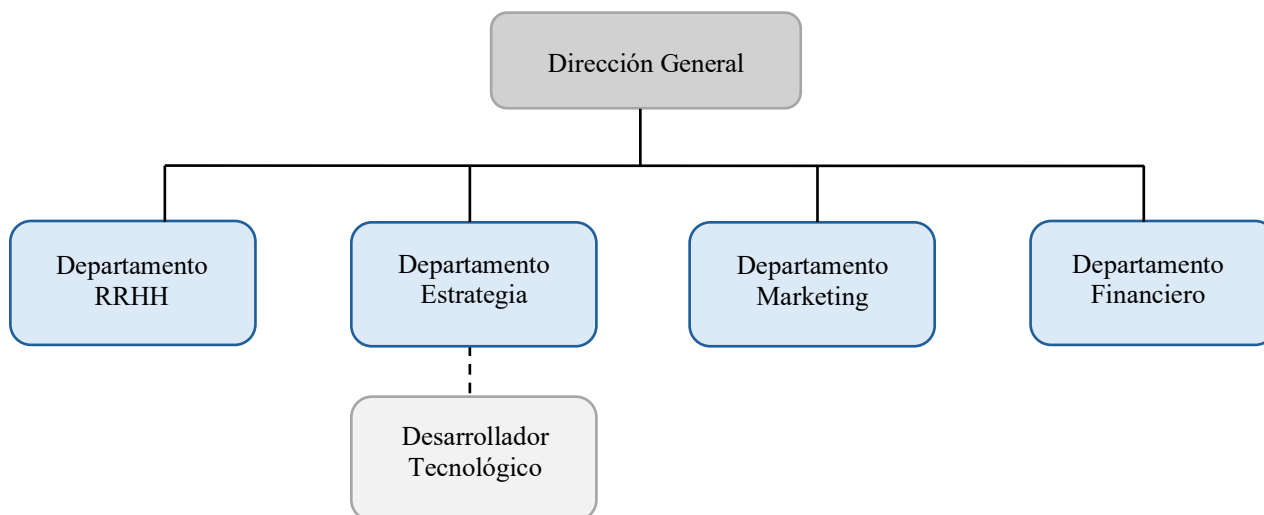 Dirección General
Departamento
RRHH
Departamento
Estrategia
Departamento
Marketing
Departamento
Financiero
Desarrollador
Tecnológico